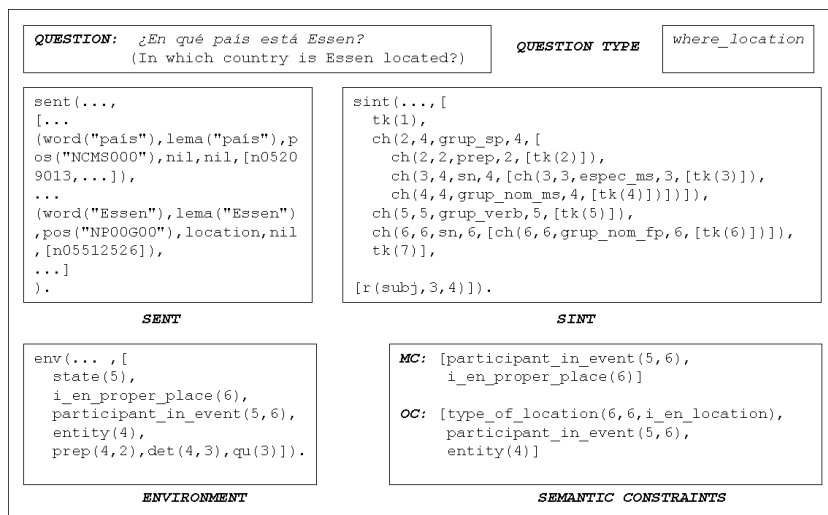 QUESTION: ¿En qué país está Essen?
(In which country is Essen located?)
QUESTION TYPE
where_location
sent(...,
[...
(word("país"),lema("país"),p
os("NCMS000"),nil,nil,[n0520
9013,...]),
...
(word("Essen"),lema("Essen")
,pos("NP00G00"),location,nil
,[n05512526]),
...]
).
SENT
sint(...,[
tk(1),
ch(2,4,grup_sp,4,[
ch(2,2,prep,2,[tk(2)]),
ch(3,4,sn,4,[ch(3,3,espec_ms,3,[tk(3)]),
ch(4,4,grup_nom_ms,4,[tk(4)])])]),
ch(5,5,grup_verb,5,[tk(5)]),
ch(6,6,sn,6,[ch(6,6,grup_nom_fp,6,[tk(6)])]),
tk(7)],
[r(subj,3,4)]).
SINT
env(... ,[
state(5),
i_en_proper_place(6),
participant_in_event(5,6),
entity(4),
prep(4,2),det(4,3),qu(3)]).
ENVIRONMENT
MC: [participant_in_event(5,6),
i_en_proper_place(6)]
OC: [type_of_location(6,6,i_en_location),
participant_in_event(5,6),
entity(4)]
SEMANTIC CONSTRAINTS